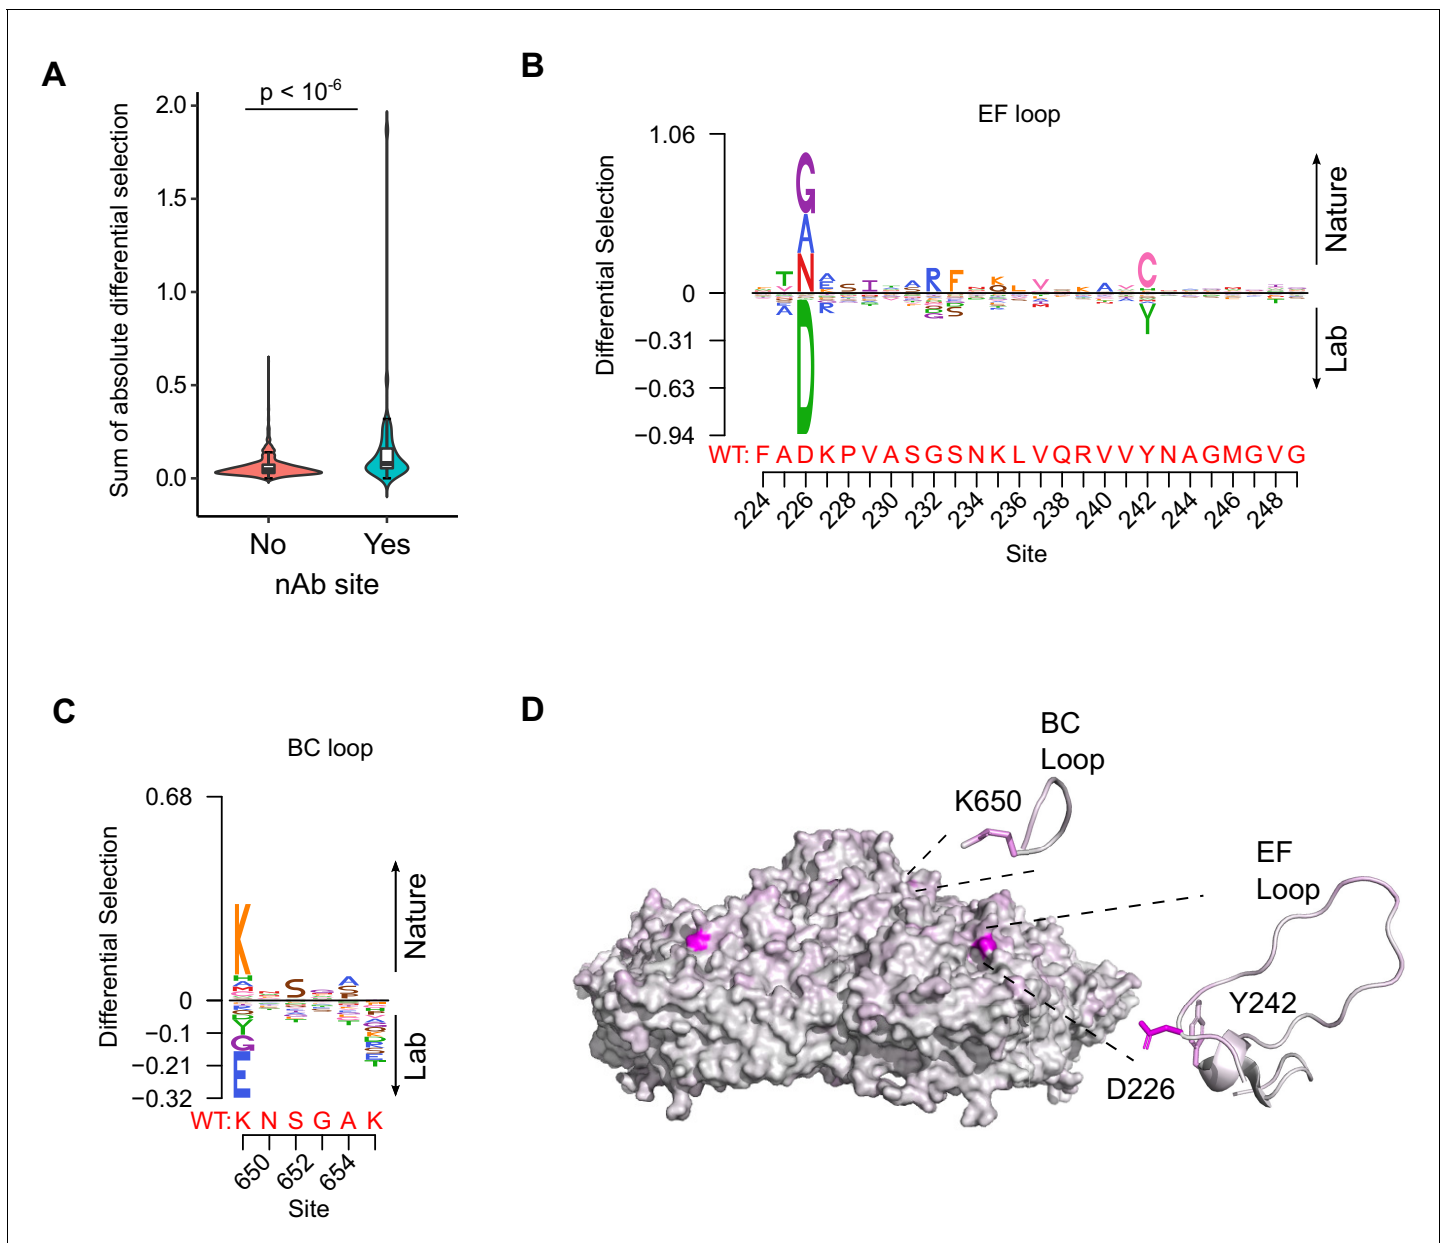 A
p < 10-6
Sum of absolute differential selection
2.0
1.5
1.0
0.5
0.0
No
Yes
nAb site
B
EF loop
Differential Selection
1.06
0
−0.31
−0.63
−0.94
G
A
N
D
T
R
F
C
Y
Nature
Lab
WT: F A D K P V A S G S N K L V Q R V V Y N A G M G V G
224 226 228 230 232 234 236 238 240 242 244 246 248
Site
C
BC loop
Differential Selection
0.68
0
−0.1
−0.21
−0.32
K
S
A
Y
G
E
Nature
Lab
WT: K N S G A K
650 652 654
Site
D
BC
Loop
K650
EF
Loop
Y242
D226